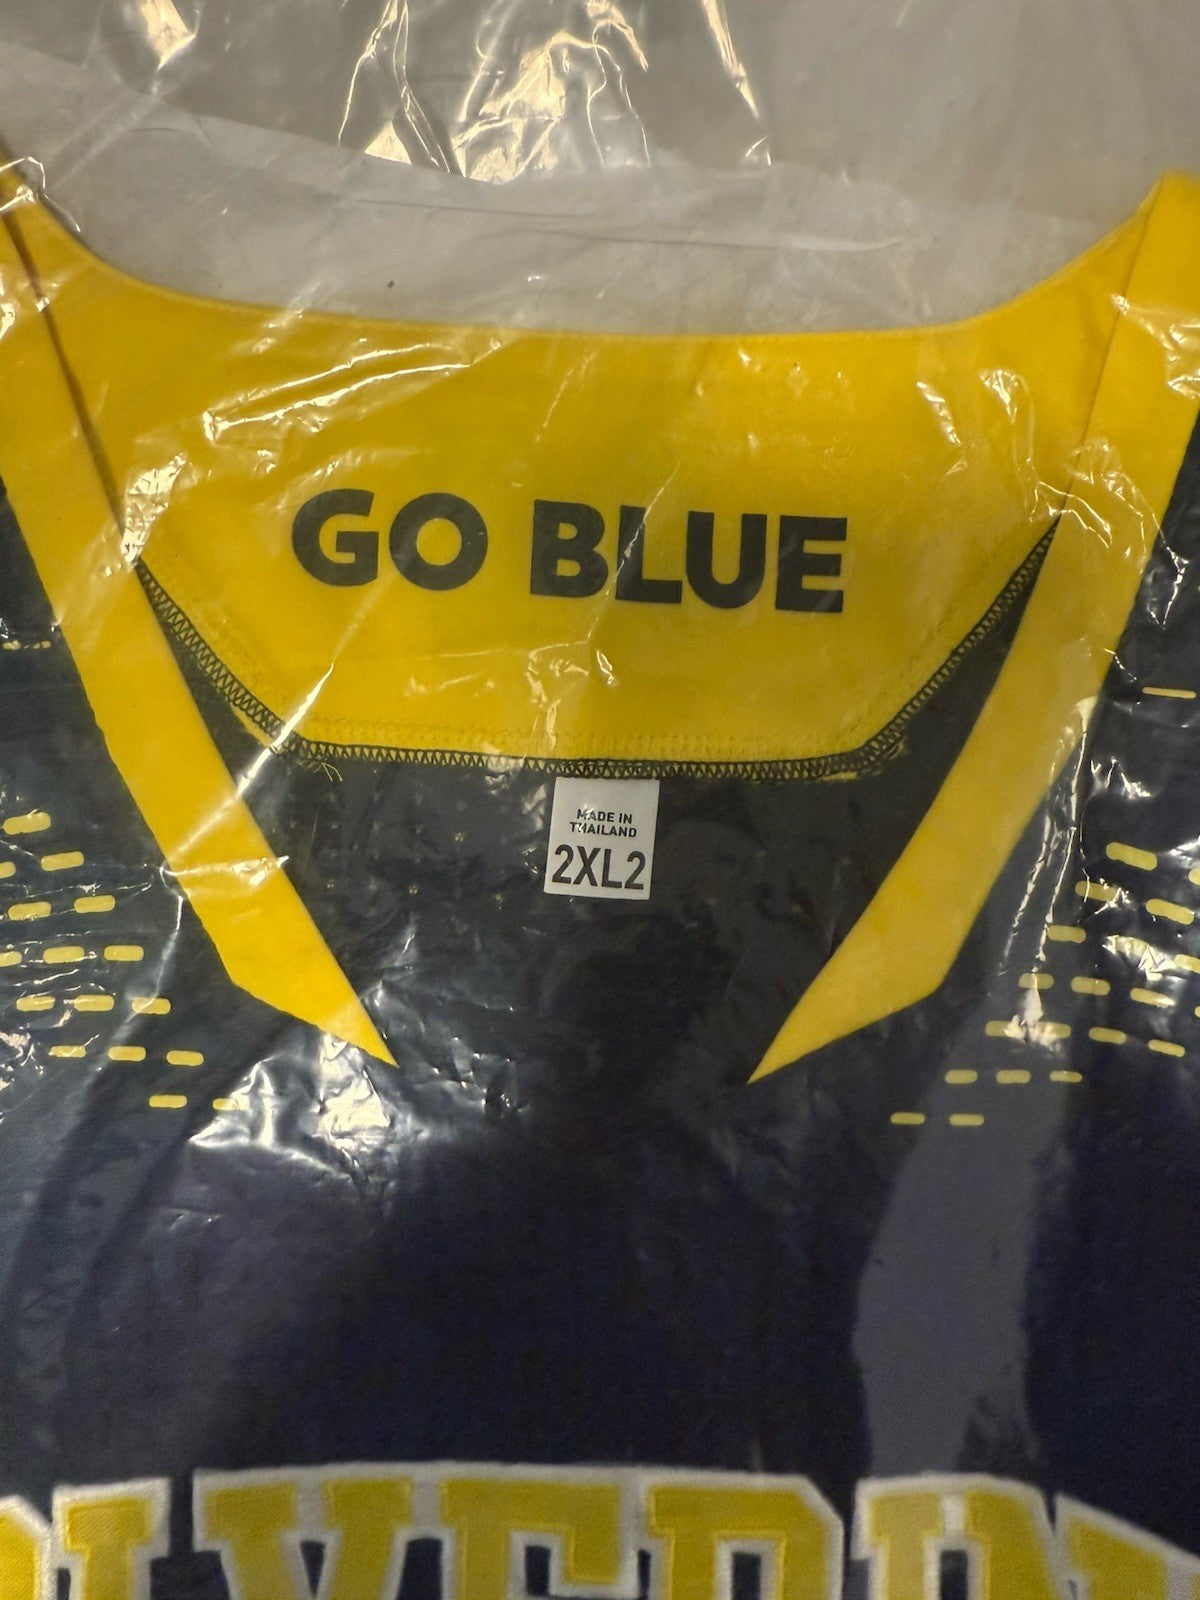 GO BLUE
MADE IN
THAILAND
2XL2